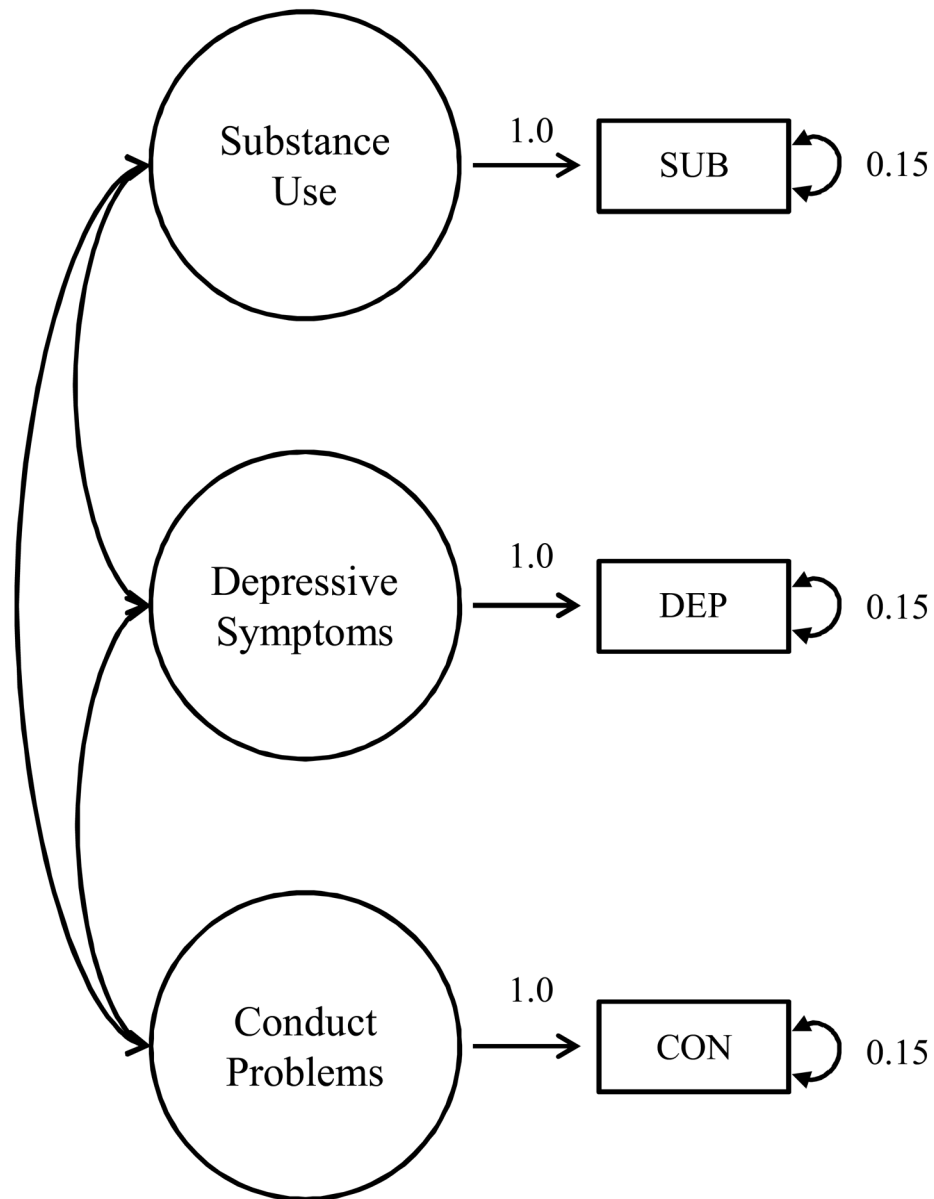 Substance
Use
1.0
SUB
0.15
Depressive
Symptoms
1.0
DEP
0.15
Conduct
Problems
1.0
CON
0.15